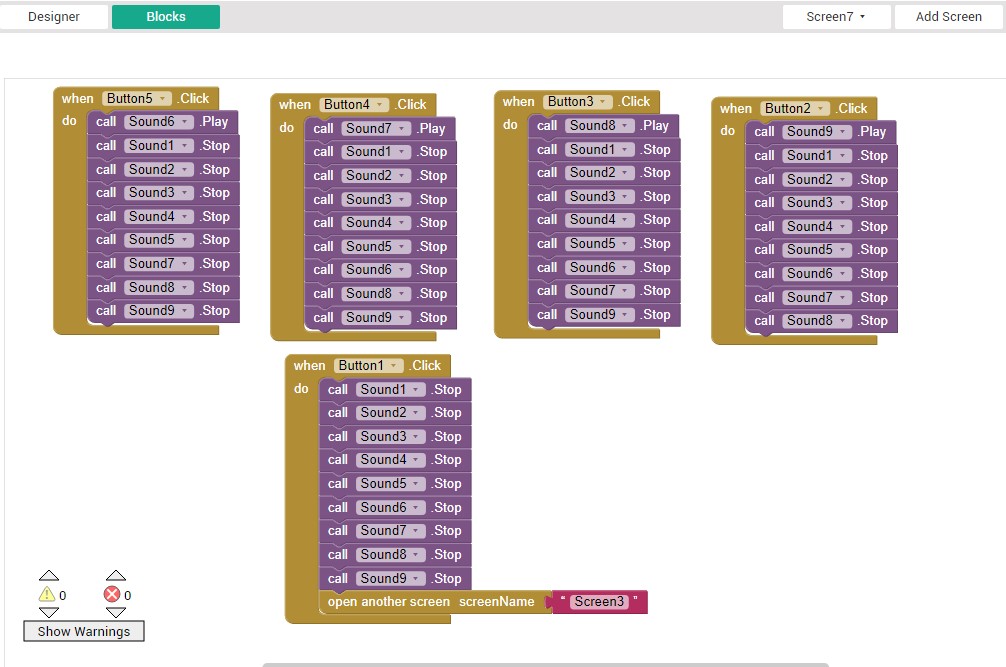 Designer Blocks Screen7 Add Screen
when Button5 .Click
do call Sound6 .Play
call Sound1 .Stop
call Sound2 .Stop
call Sound3 .Stop
call Sound4 .Stop
call Sound5 .Stop
call Sound7 .Stop
call Sound8 .Stop
call Sound9 .Stop
when Button4 .Click
do call Sound7 .Play
call Sound1 .Stop
call Sound2 .Stop
call Sound3 .Stop
call Sound4 .Stop
call Sound5 .Stop
call Sound6 .Stop
call Sound8 .Stop
call Sound9 .Stop
when Button3 .Click
do call Sound8 .Play
call Sound1 .Stop
call Sound2 .Stop
call Sound3 .Stop
call Sound4 .Stop
call Sound5 .Stop
call Sound6 .Stop
call Sound7 .Stop
call Sound9 .Stop
when Button2 .Click
do call Sound9 .Play
call Sound1 .Stop
call Sound2 .Stop
call Sound3 .Stop
call Sound4 .Stop
call Sound5 .Stop
call Sound6 .Stop
call Sound7 .Stop
call Sound8 .Stop
when Button1 .Click
do call Sound1 .Stop
call Sound2 .Stop
call Sound3 .Stop
call Sound4 .Stop
call Sound5 .Stop
call Sound6 .Stop
call Sound7 .Stop
call Sound8 .Stop
call Sound9 .Stop
open another screen screenName " Screen3 "
0 0
Show Warnings